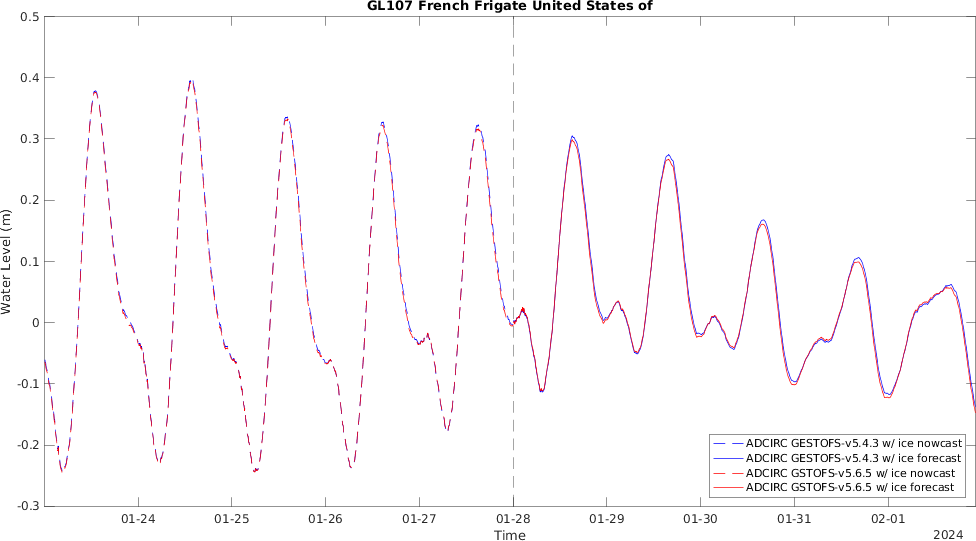 GL107 French Frigate United States of
0.5
0.4
0.3
0.2
0.1
0
-0.1
-0.2
-0.3
Water Level (m)
01-24 01-25 01-26 01-27 01-28 01-29 01-30 01-31 02-01
Time
2024
ADCIRC GESTOFS-v5.4.3 w/ ice nowcast
ADCIRC GESTOFS-v5.4.3 w/ ice forecast
ADCIRC GSTOFS-v5.6.5 w/ ice nowcast
ADCIRC GSTOFS-v5.6.5 w/ ice forecast